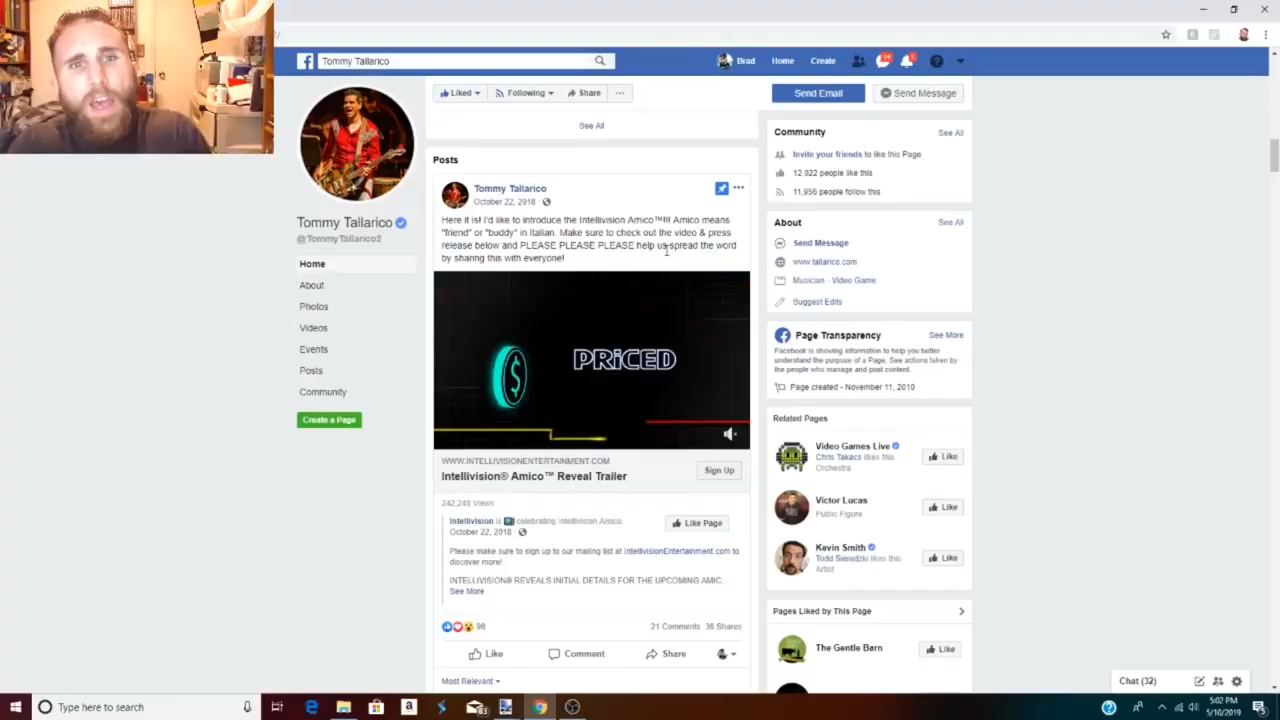 Tommy Tallarico
Brad
Home
Create
14
1
Liked
Following
Share
Send Email
Send Message
See All
Tommy Tallarico
@TommyTallarico2
Home
About
Photos
Videos
Events
Posts
Community
Create a Page
Posts
Tommy Tallarico
October 22, 2018
Here it is! I'd like to introduce the Intellivision Amico™!!! Amico means
"friend" or "buddy" in Italian. Make sure to check out the video & press
release below and PLEASE PLEASE PLEASE help us spread the word
by sharing this with everyone!
PRiCED
WWW.INTELLIVISIONENTERTAINMENT.COM
Intellivision® Amico™ Reveal Trailer
Sign Up
242,248 Views
Intellivision is celebrating Intellivision Amico.
October 22, 2018
Like Page
Please make sure to sign up to our mailing list at IntellivisionEntertainment.com to
discover more!
INTELLIVISION® REVEALS INITIAL DETAILS FOR THE UPCOMING AMIC...
See More
98
21 Comments 36 Shares
Like
Comment
Share
Most Relevant
Community
See All
Invite your friends to like this Page
12,022 people like this
11,956 people follow this
About
See All
Send Message
www.tallarico.com
Musician · Video Game
Suggest Edits
Page Transparency
See More
Facebook is showing information to help you better
understand the purpose of a Page. See actions taken by
the people who manage and post content.
Page created - November 11, 2010
Related Pages
Video Games Live
Chris Takacs likes this
Orchestra
Like
Victor Lucas
Public Figure
Like
Kevin Smith
Todd Sieradzki likes this
Artist
Like
Pages Liked by This Page
The Gentle Barn
Like
Chat (32)
Type here to search
83
5:02 PM
5/10/2019
5